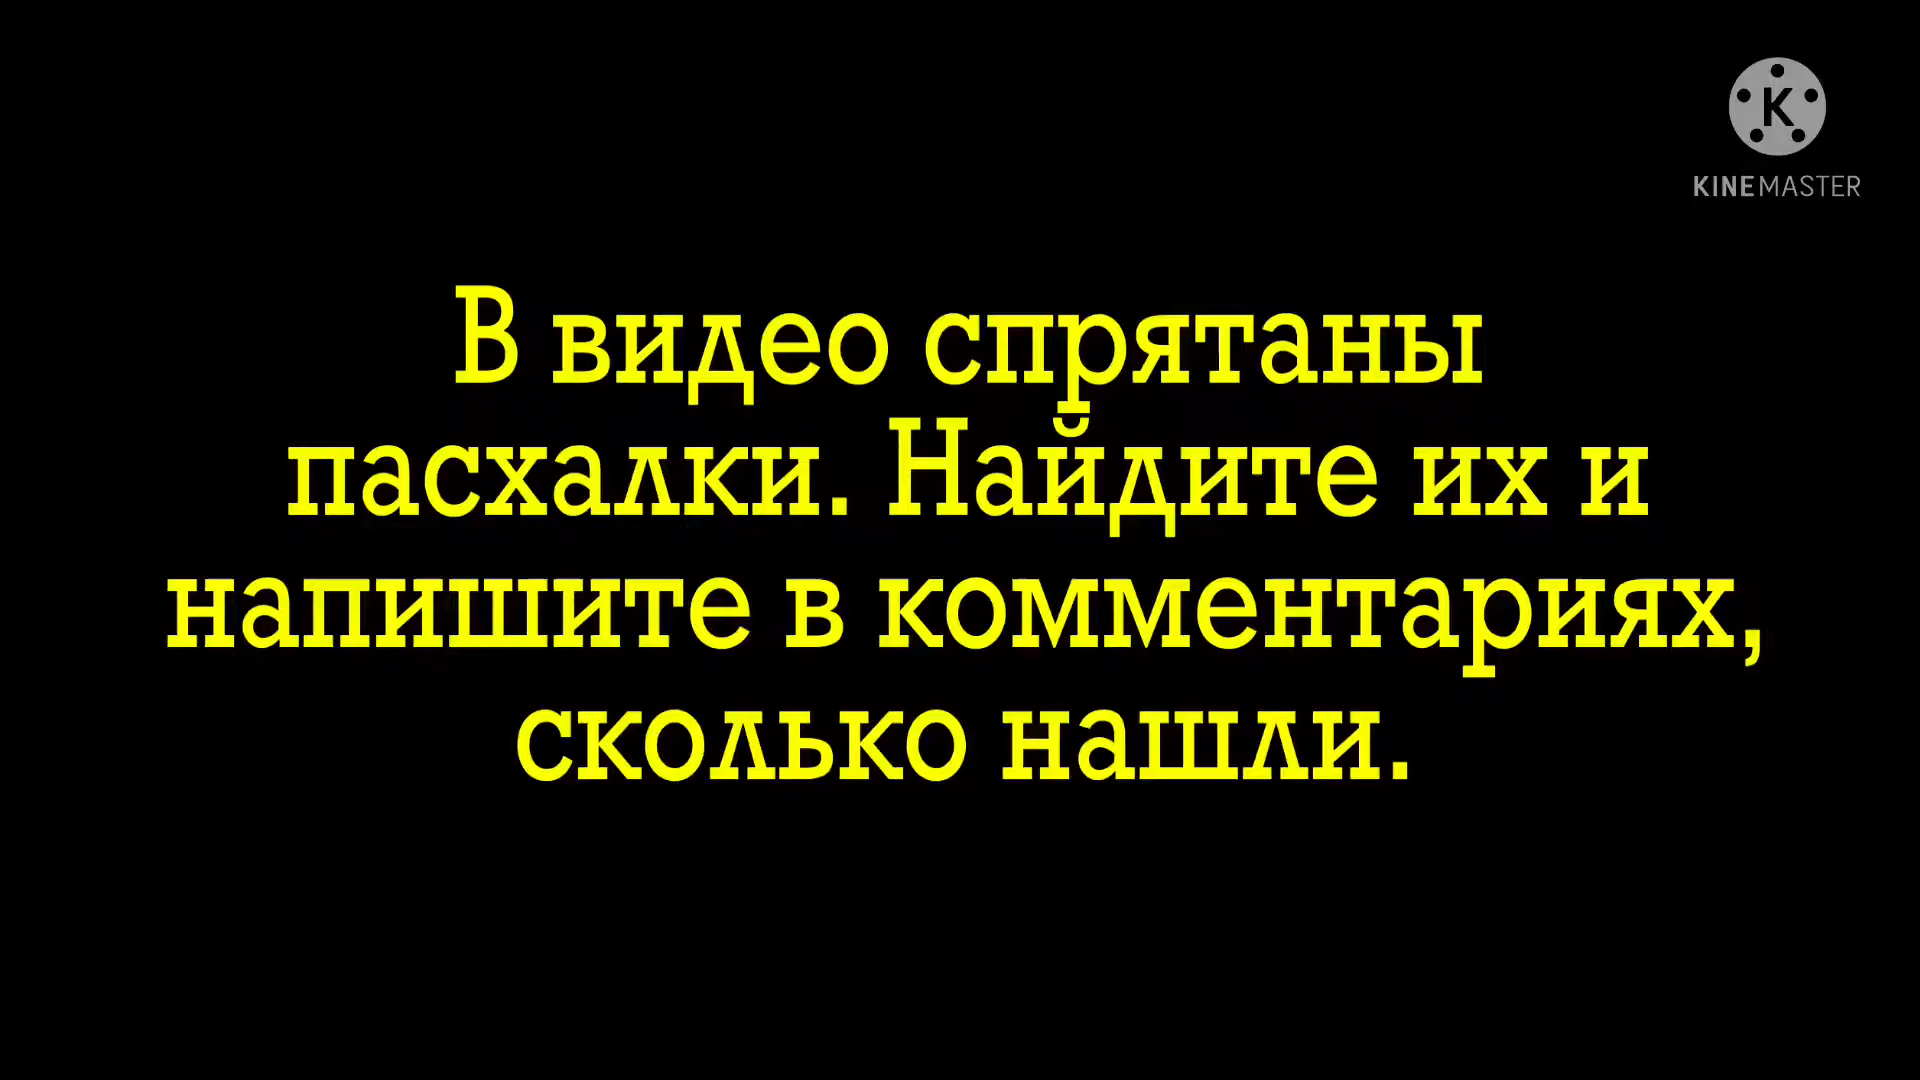 K
KINEMASTER
В видео спрятаны
пасхалки. Найдите их и
напишите в комментариях,
сколько нашли.